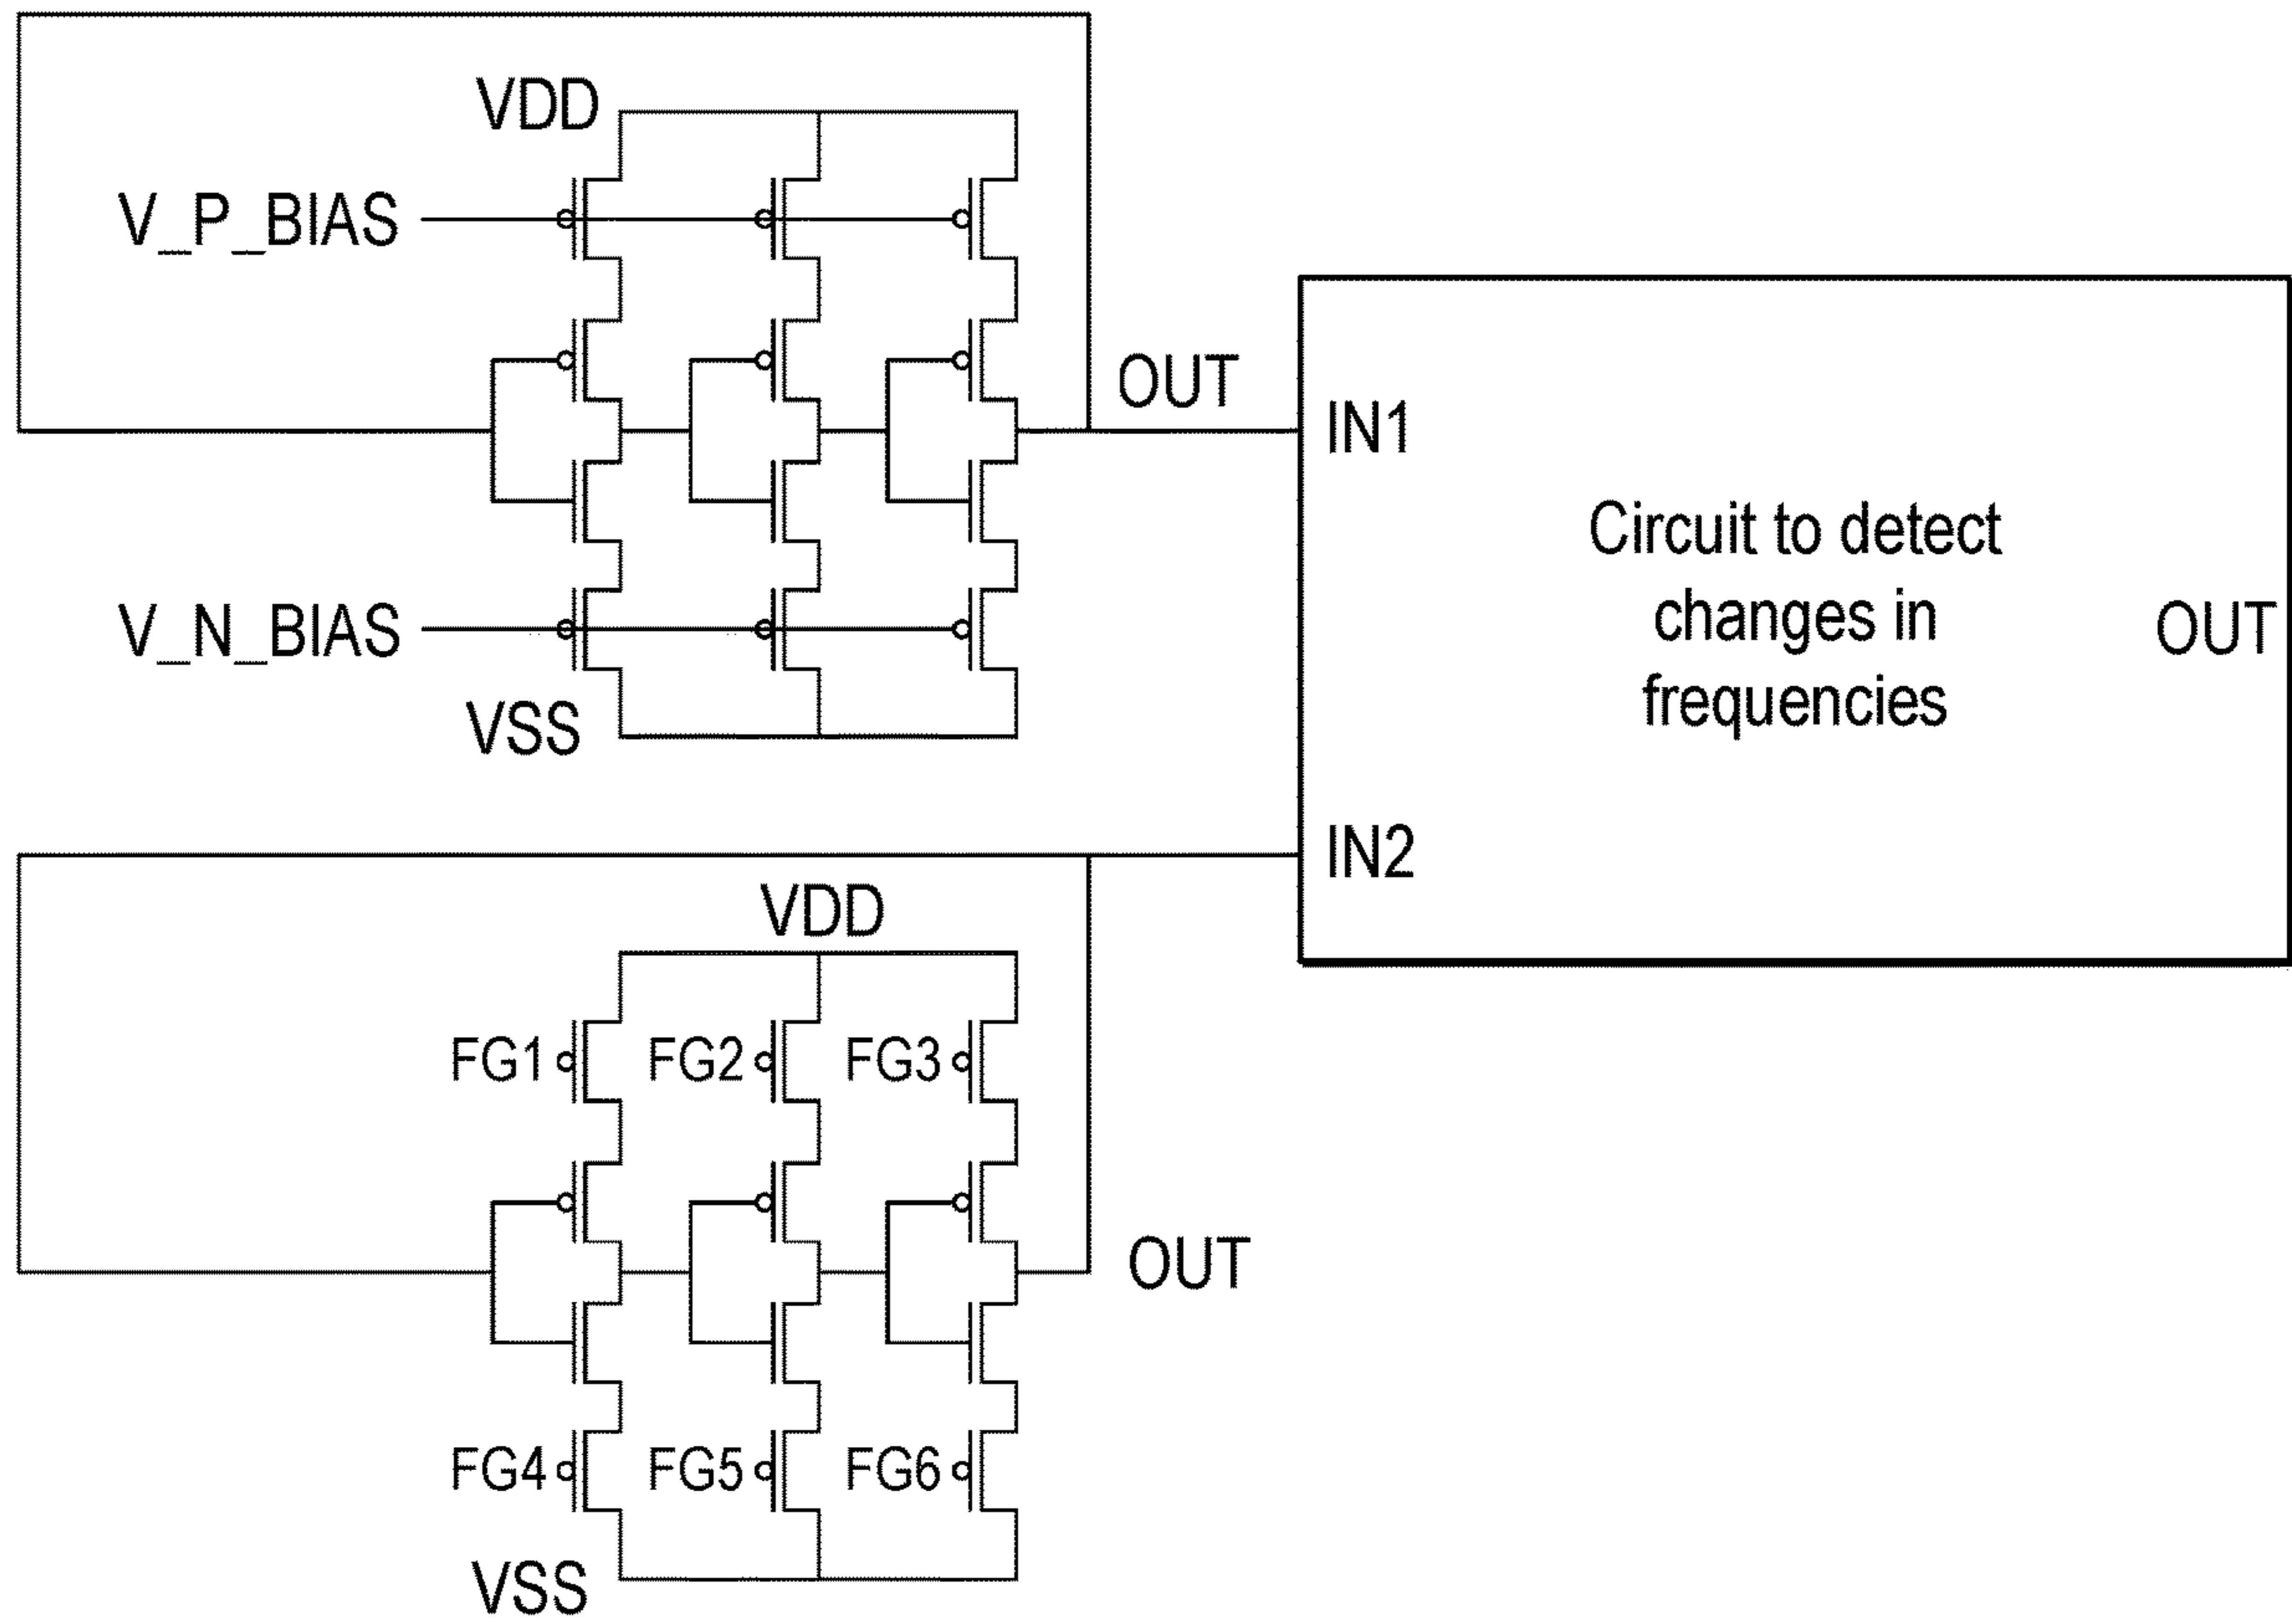 VDD
V_P_BIAS
OUT
IN1
Circuit to detect
changes in
frequencies
OUT
V_N_BIAS
VSS
IN2
VDD
FG1 FG2 FG3
OUT
FG4 FG5 FG6
VSS